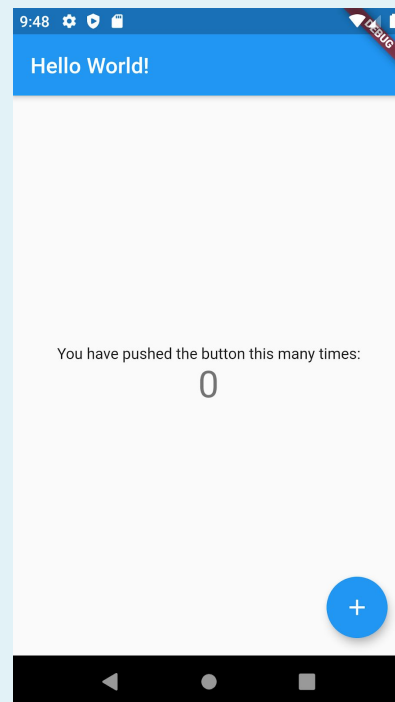 9:48
DEBUG
Hello World!
You have pushed the button this many times:
0
+